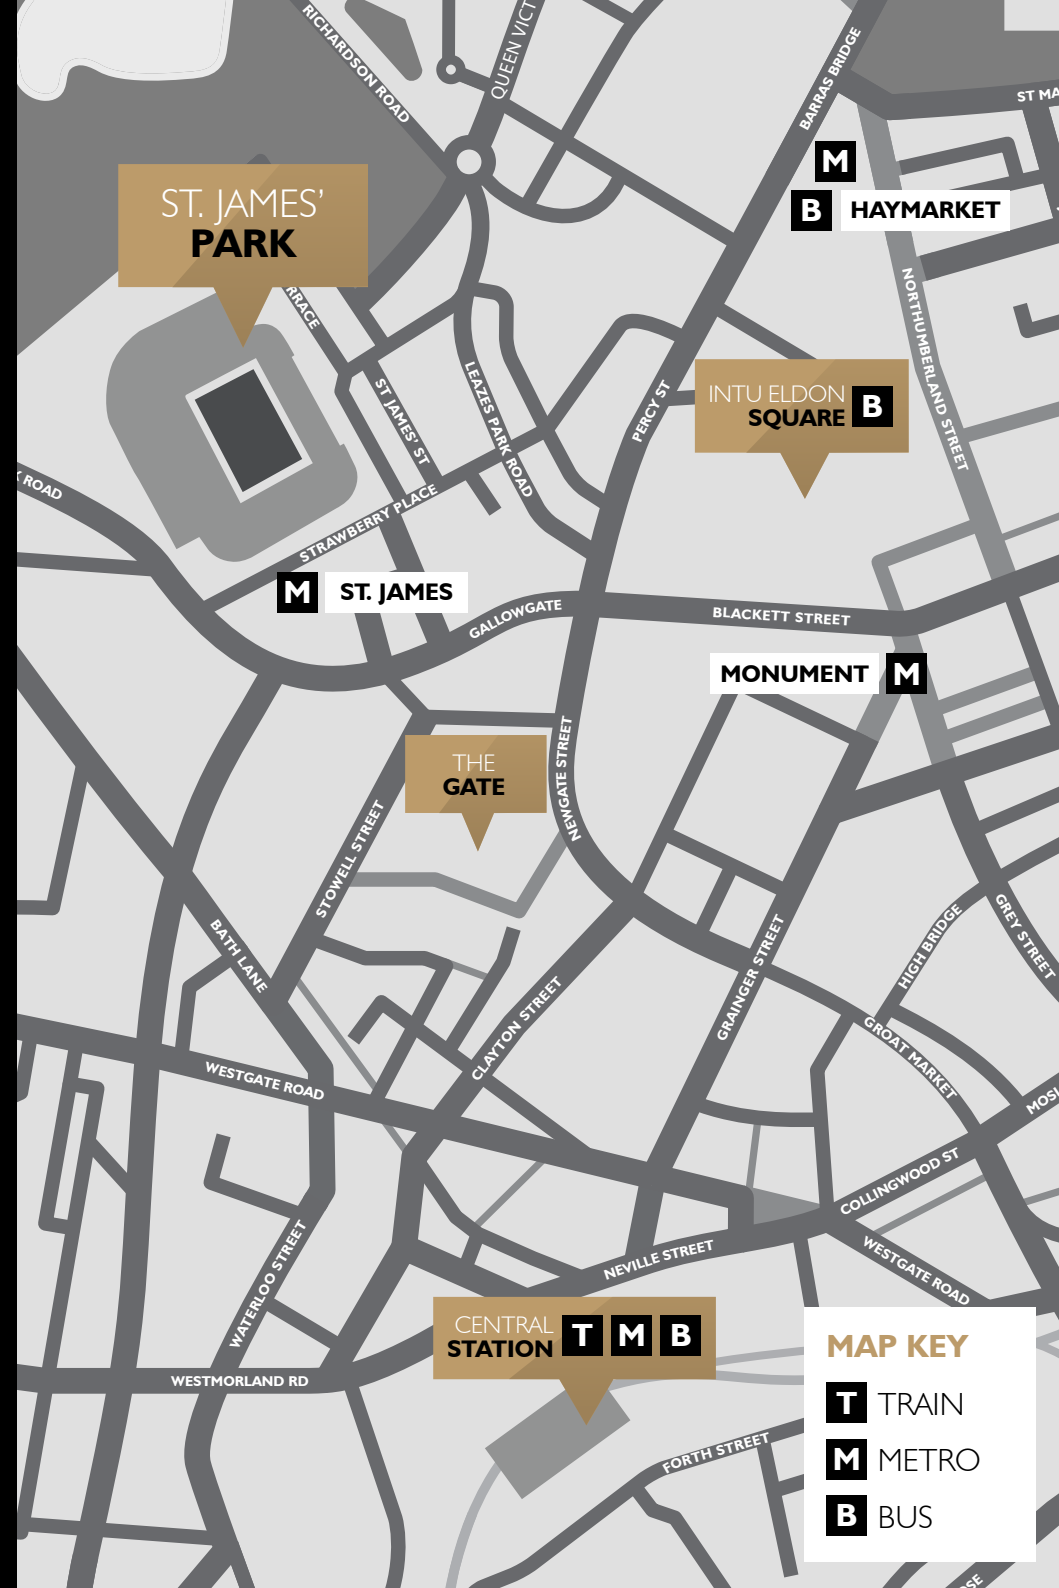 RICHARDSON ROAD
QUEEN VICT
BARRAS BRIDGE
ST MA
M
B HAYMARKET
ST. JAMES'
PARK
RRACE
NORTHUMBERLAND STREET
ST JAMES' ST
LEAZES PARK ROAD
PERCY ST
INTU ELDON
SQUARE B
K ROAD
STRAWBERRY PLACE
M ST. JAMES
GALLOWGATE
BLACKETT STREET
MONUMENT M
THE
GATE
NEWGATE STREET
STOWELL STREET
BATH LANE
CLAYTON STREET
GRAINGER STREET
HIGH BRIDGE
GREY STREET
GROAT MARKET
WESTGATE ROAD
MOSL
COLLINGWOOD ST
WATERLOO STREET
NEVILLE STREET
WESTGATE ROAD
CENTRAL
STATION T M B
WESTMORLAND RD
FORTH STREET
MAP KEY
T TRAIN
M METRO
B BUS
SE